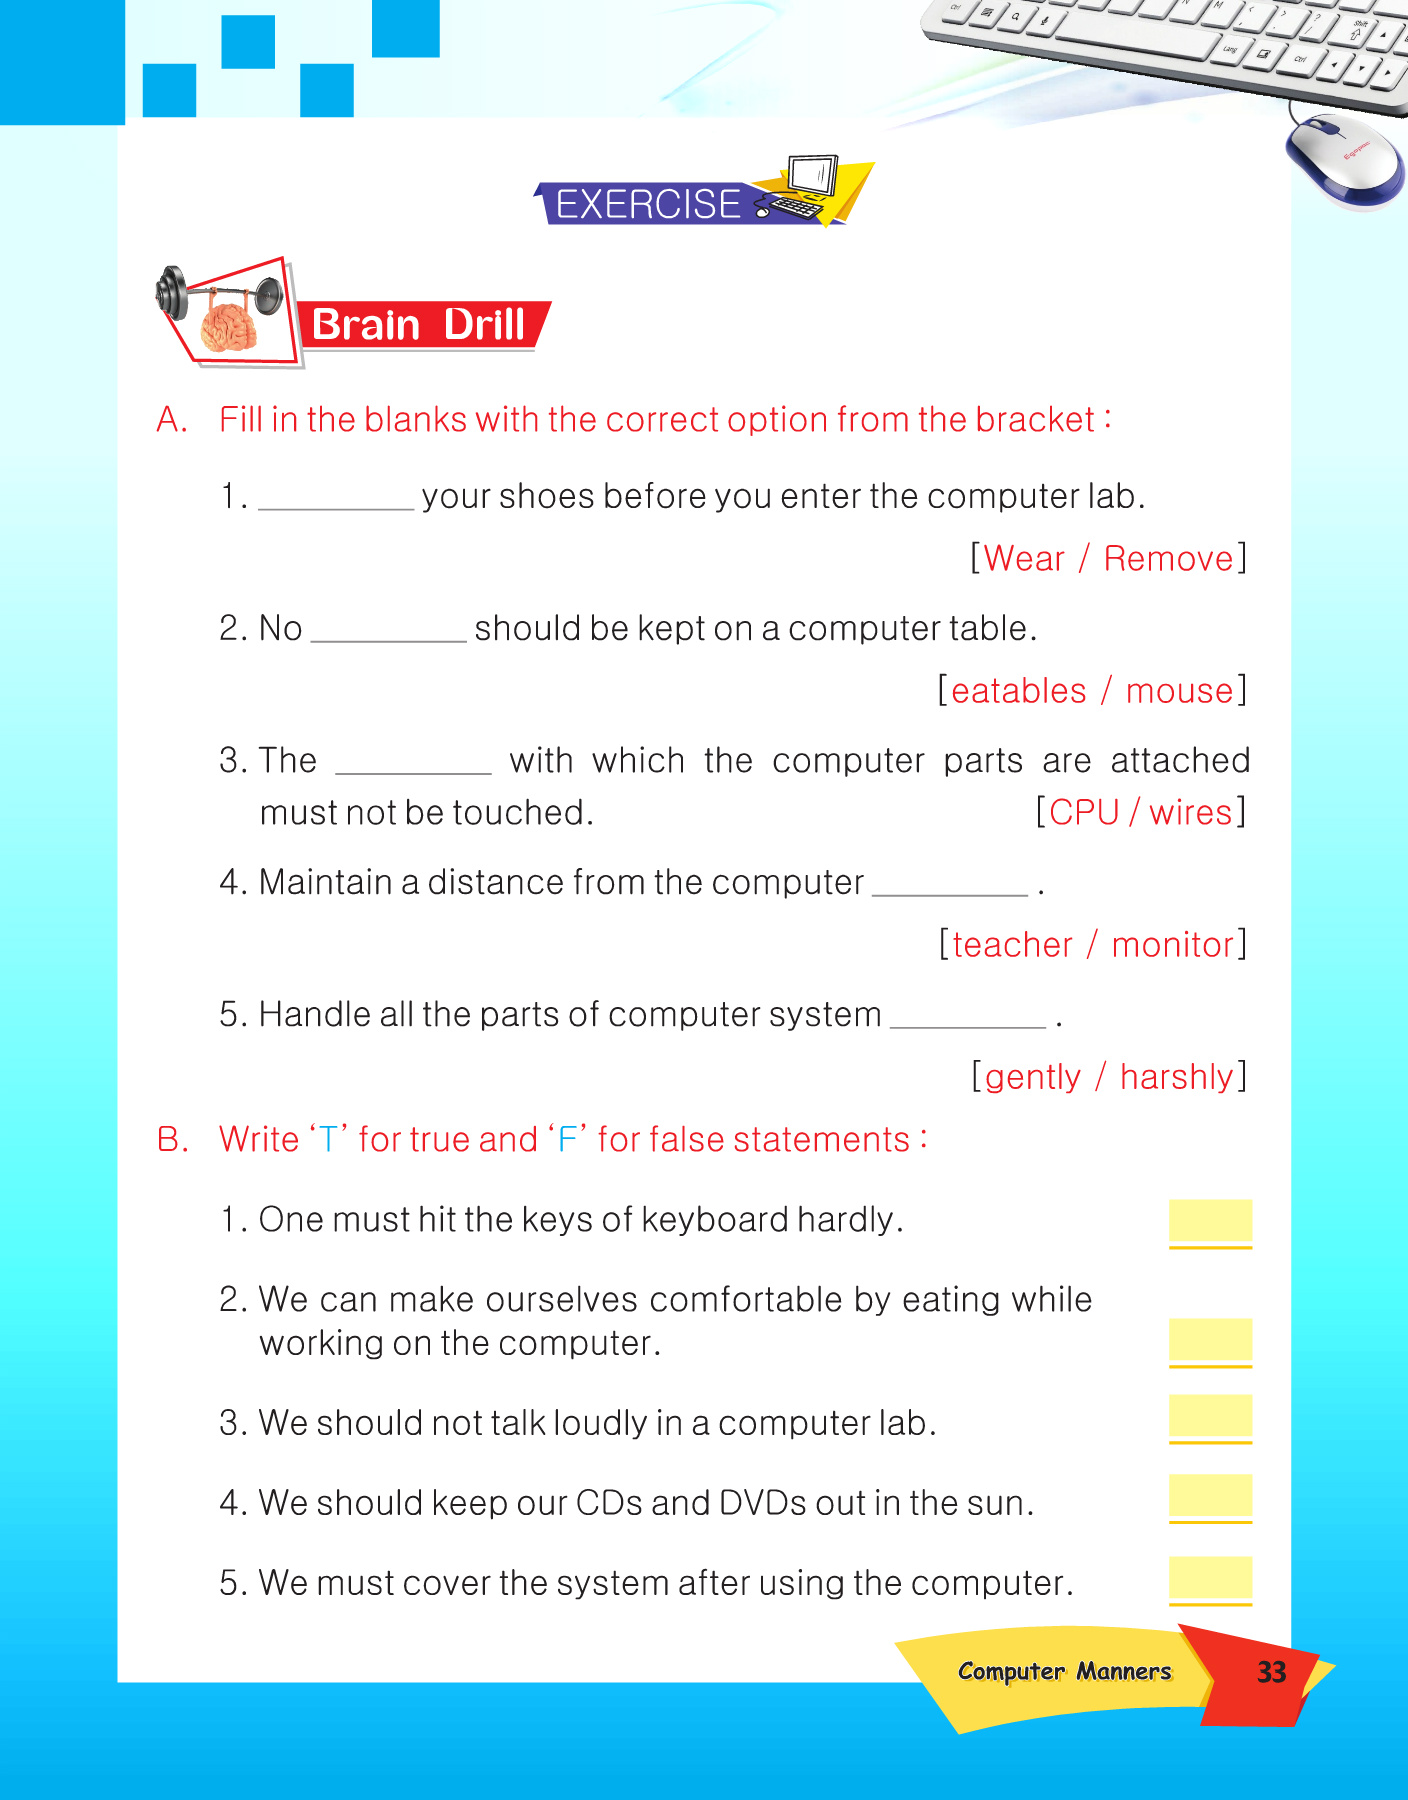 EXERCISE
Brain Drill
A. Fill in the blanks with the correct option from the bracket :
1. _________ your shoes before you enter the computer lab.
[Wear / Remove]
2. No _________ should be kept on a computer table.
[eatables / mouse]
3. The _________ with which the computer parts are attached
must not be touched. [CPU / wires]
4. Maintain a distance from the computer _________ .
[teacher / monitor]
5. Handle all the parts of computer system _________ .
[gently / harshly]
B. Write ‘T’ for true and ‘F’ for false statements :
1. One must hit the keys of keyboard hardly.
2. We can make ourselves comfortable by eating while
working on the computer.
3. We should not talk loudly in a computer lab.
4. We should keep our CDs and DVDs out in the sun.
5. We must cover the system after using the computer.
Computer Manners 33